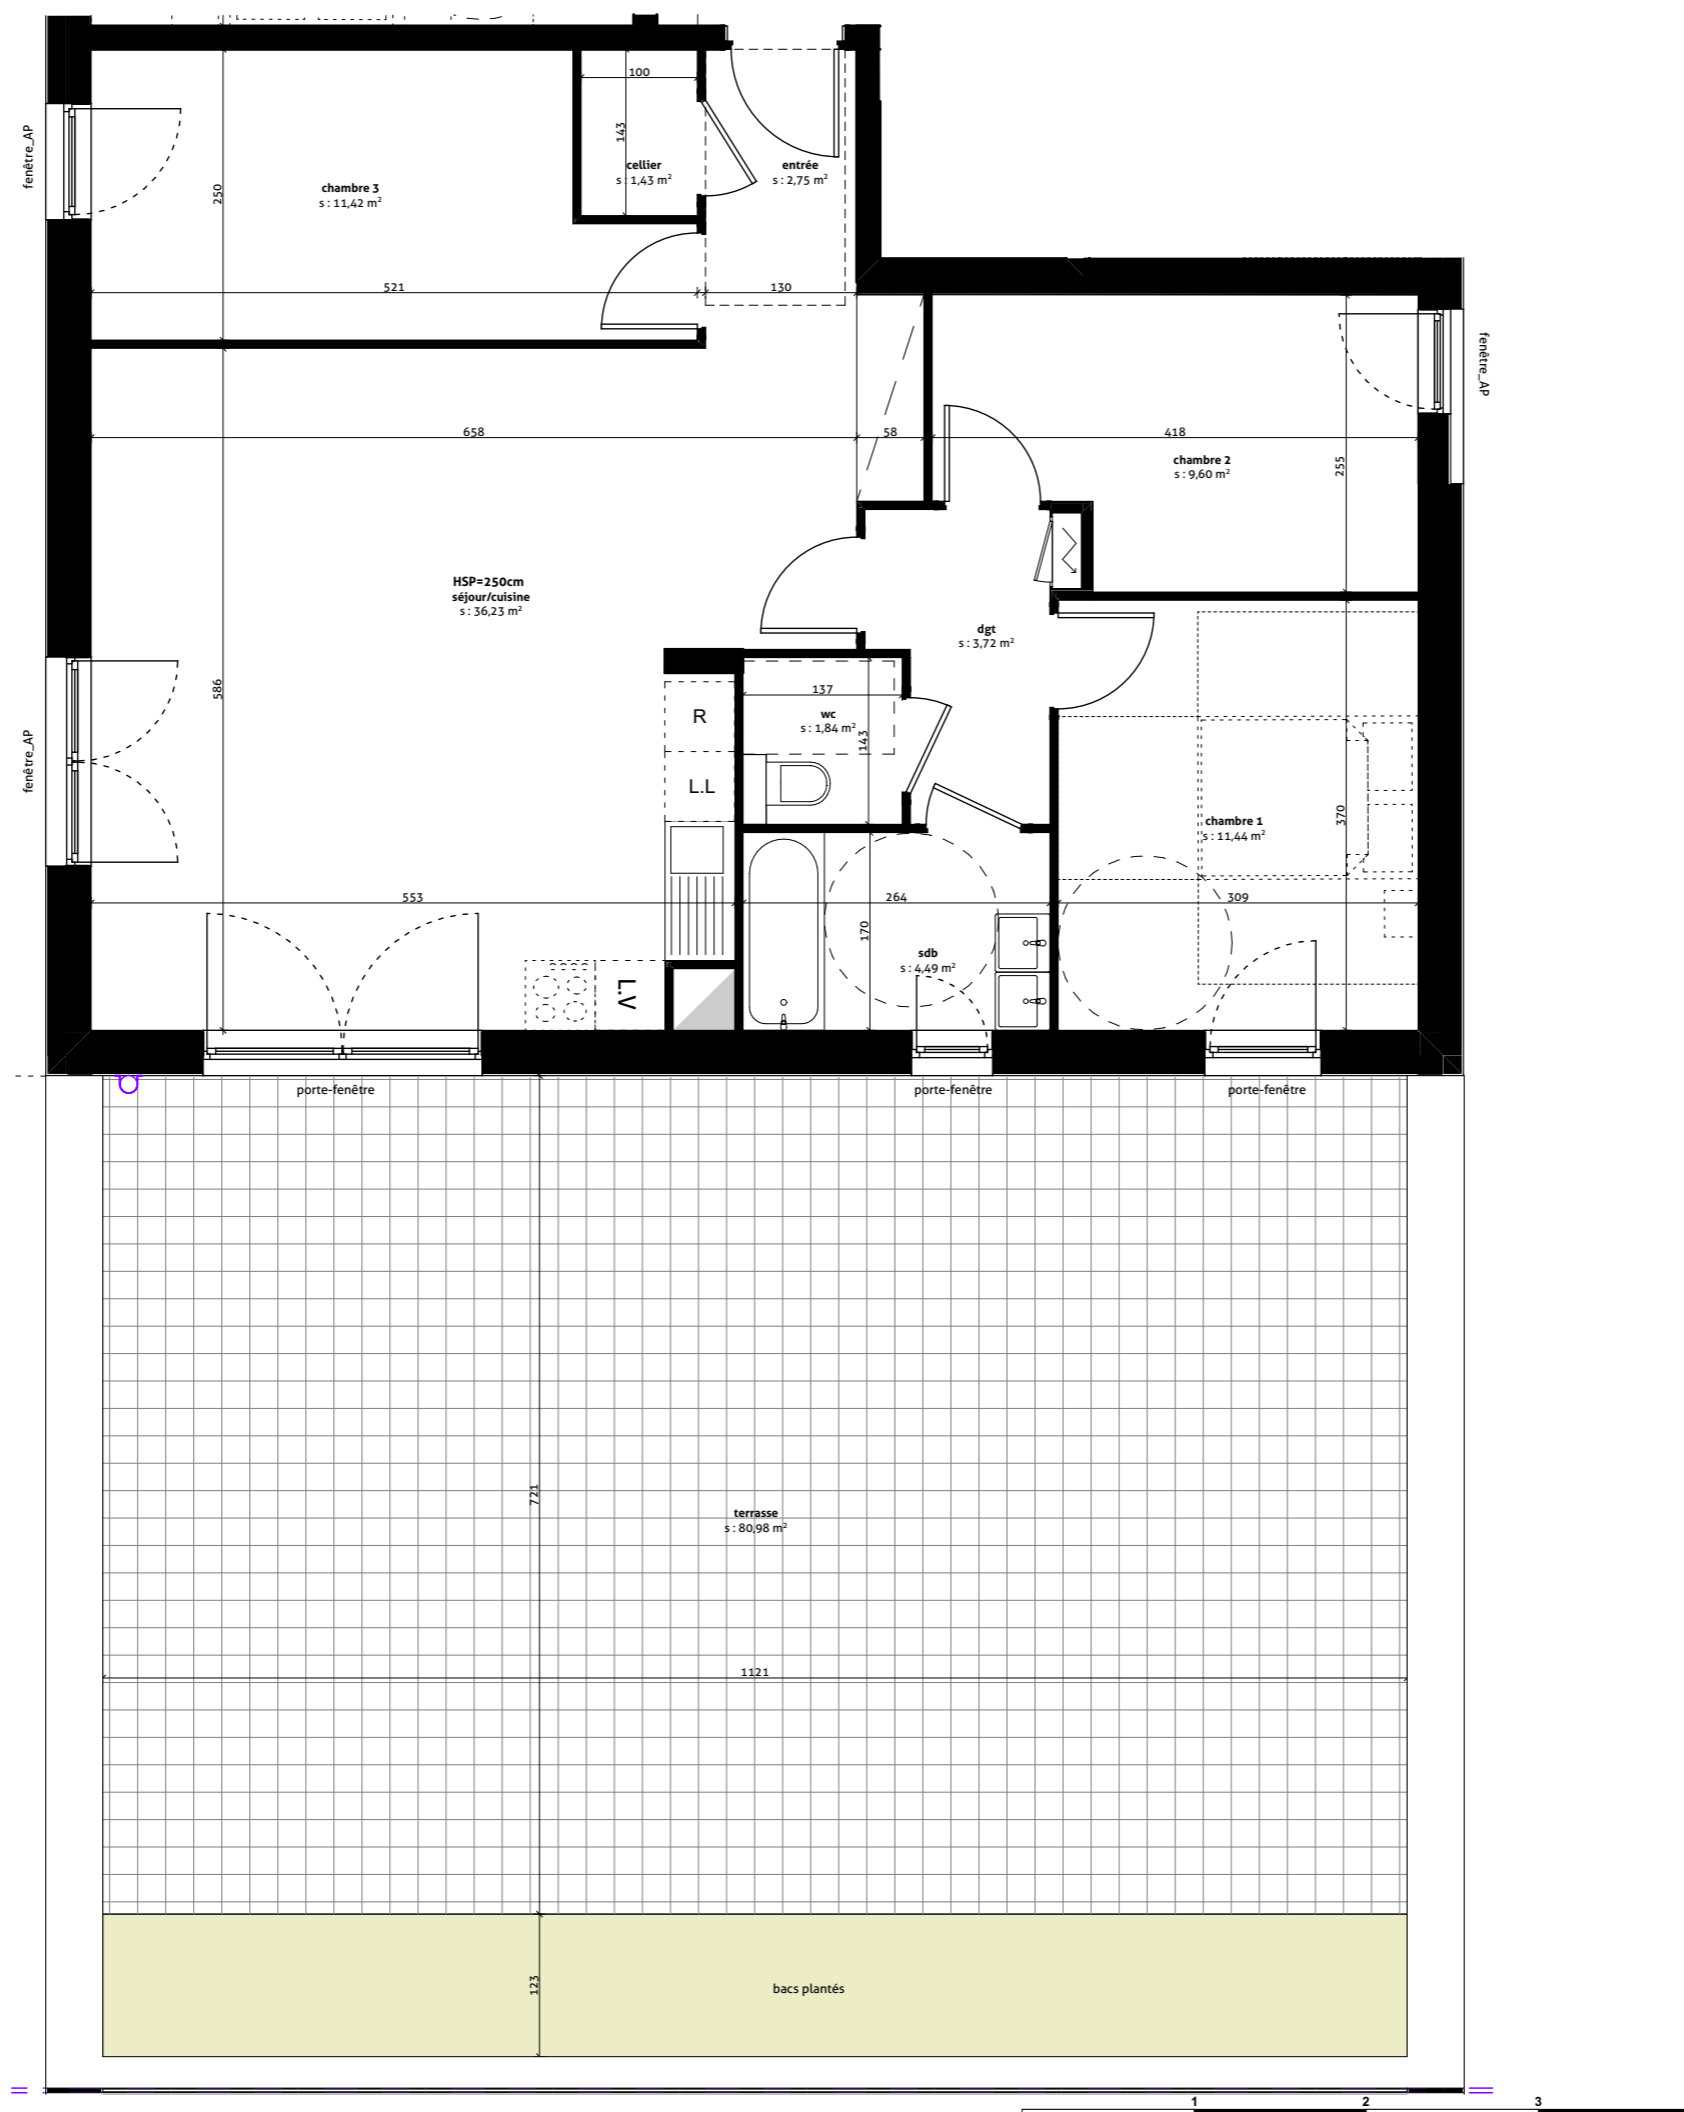 100
143
cellier
s : 1,43 m²
entrée
s : 2,75 m²
fenêtre_AP
250
chambre 3
s : 11,42 m²
521
130
fenêtre_AP
658
58
418
chambre 2
s : 9,60 m²
255
HSP=250cm
séjour/cuisine
s : 36,23 m²
dgt
s : 3,72 m²
586
fenêtre_AP
137
R
wc
s : 1,84 m²
143
L.L
chambre 1
s : 11,44 m²
370
553
264
309
170
sdb
s : 4,49 m²
L.V
porte-fenêtre
porte-fenêtre
porte-fenêtre
721
terrasse
s : 80,98 m²
1121
123
bacs plantés
1
2
3